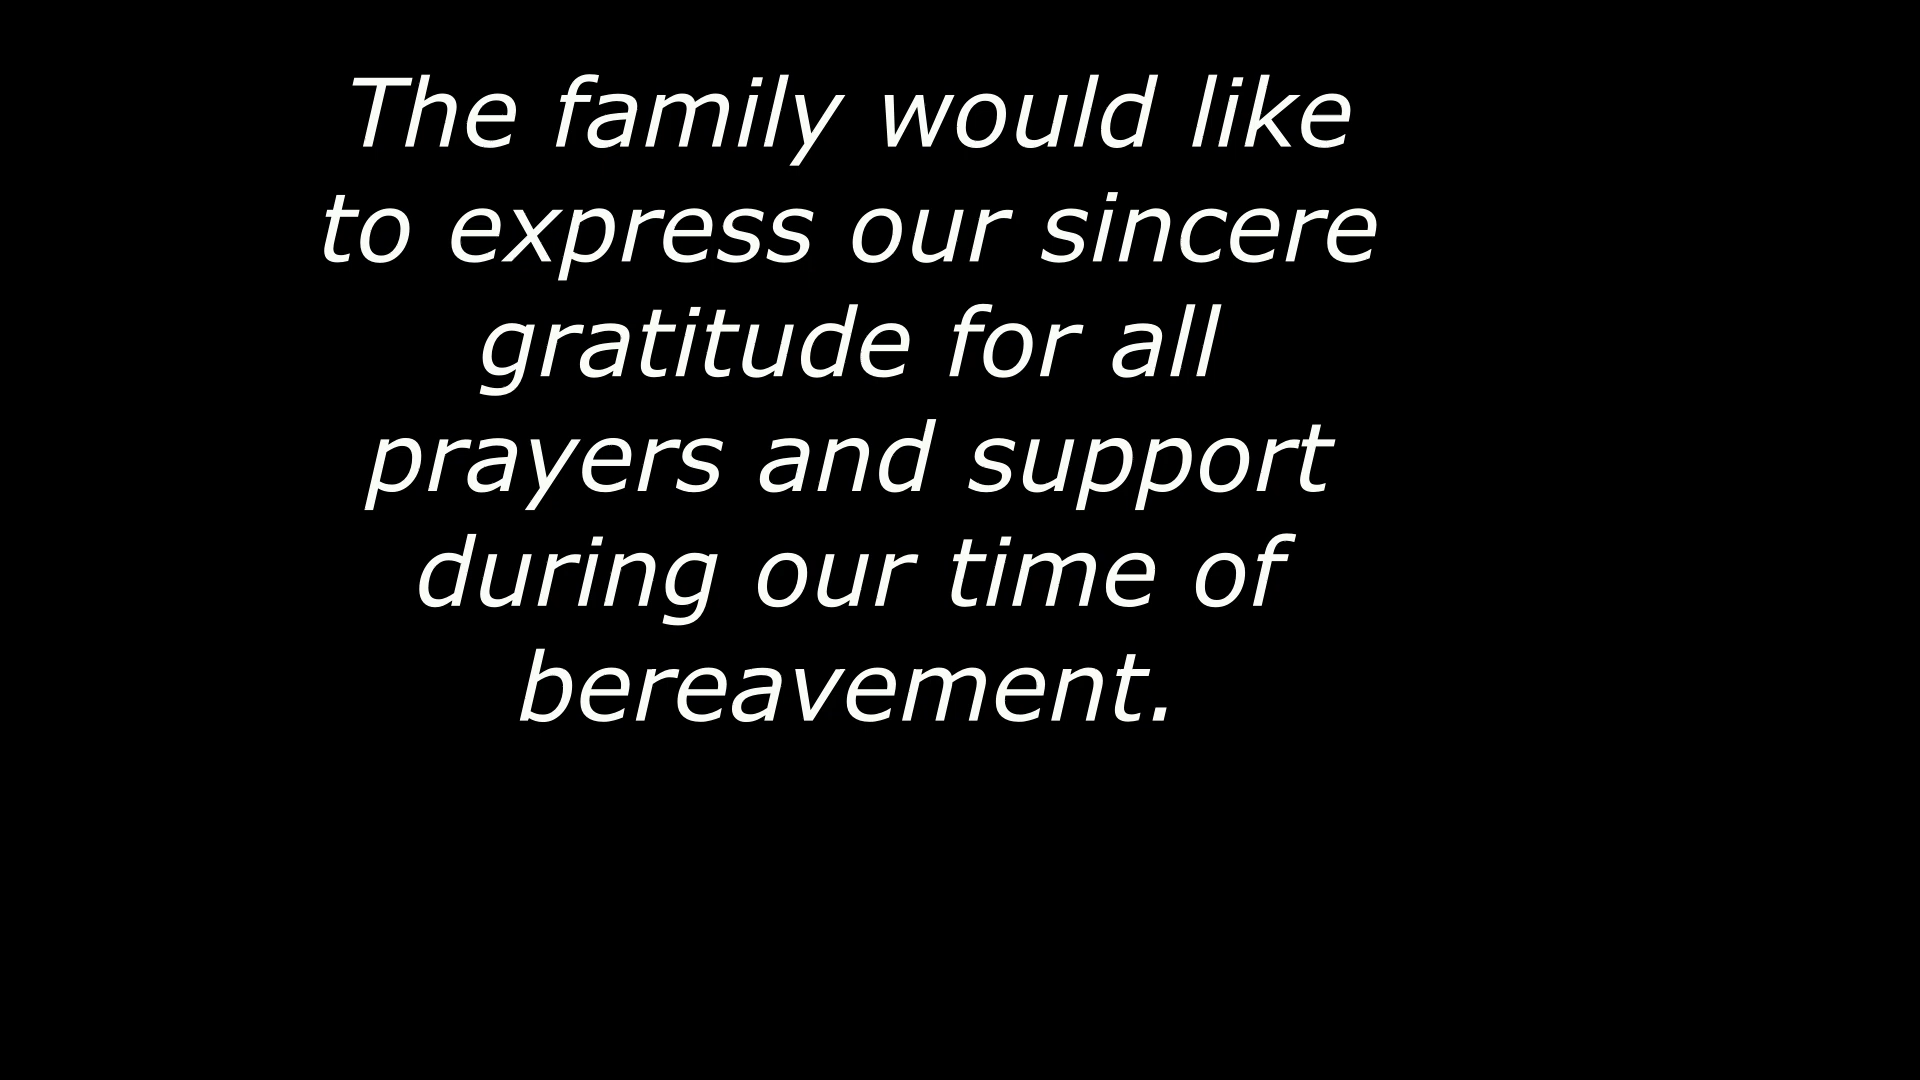 The family would like
to express our sincere
gratitude for all
prayers and support
during our time of
bereavement.